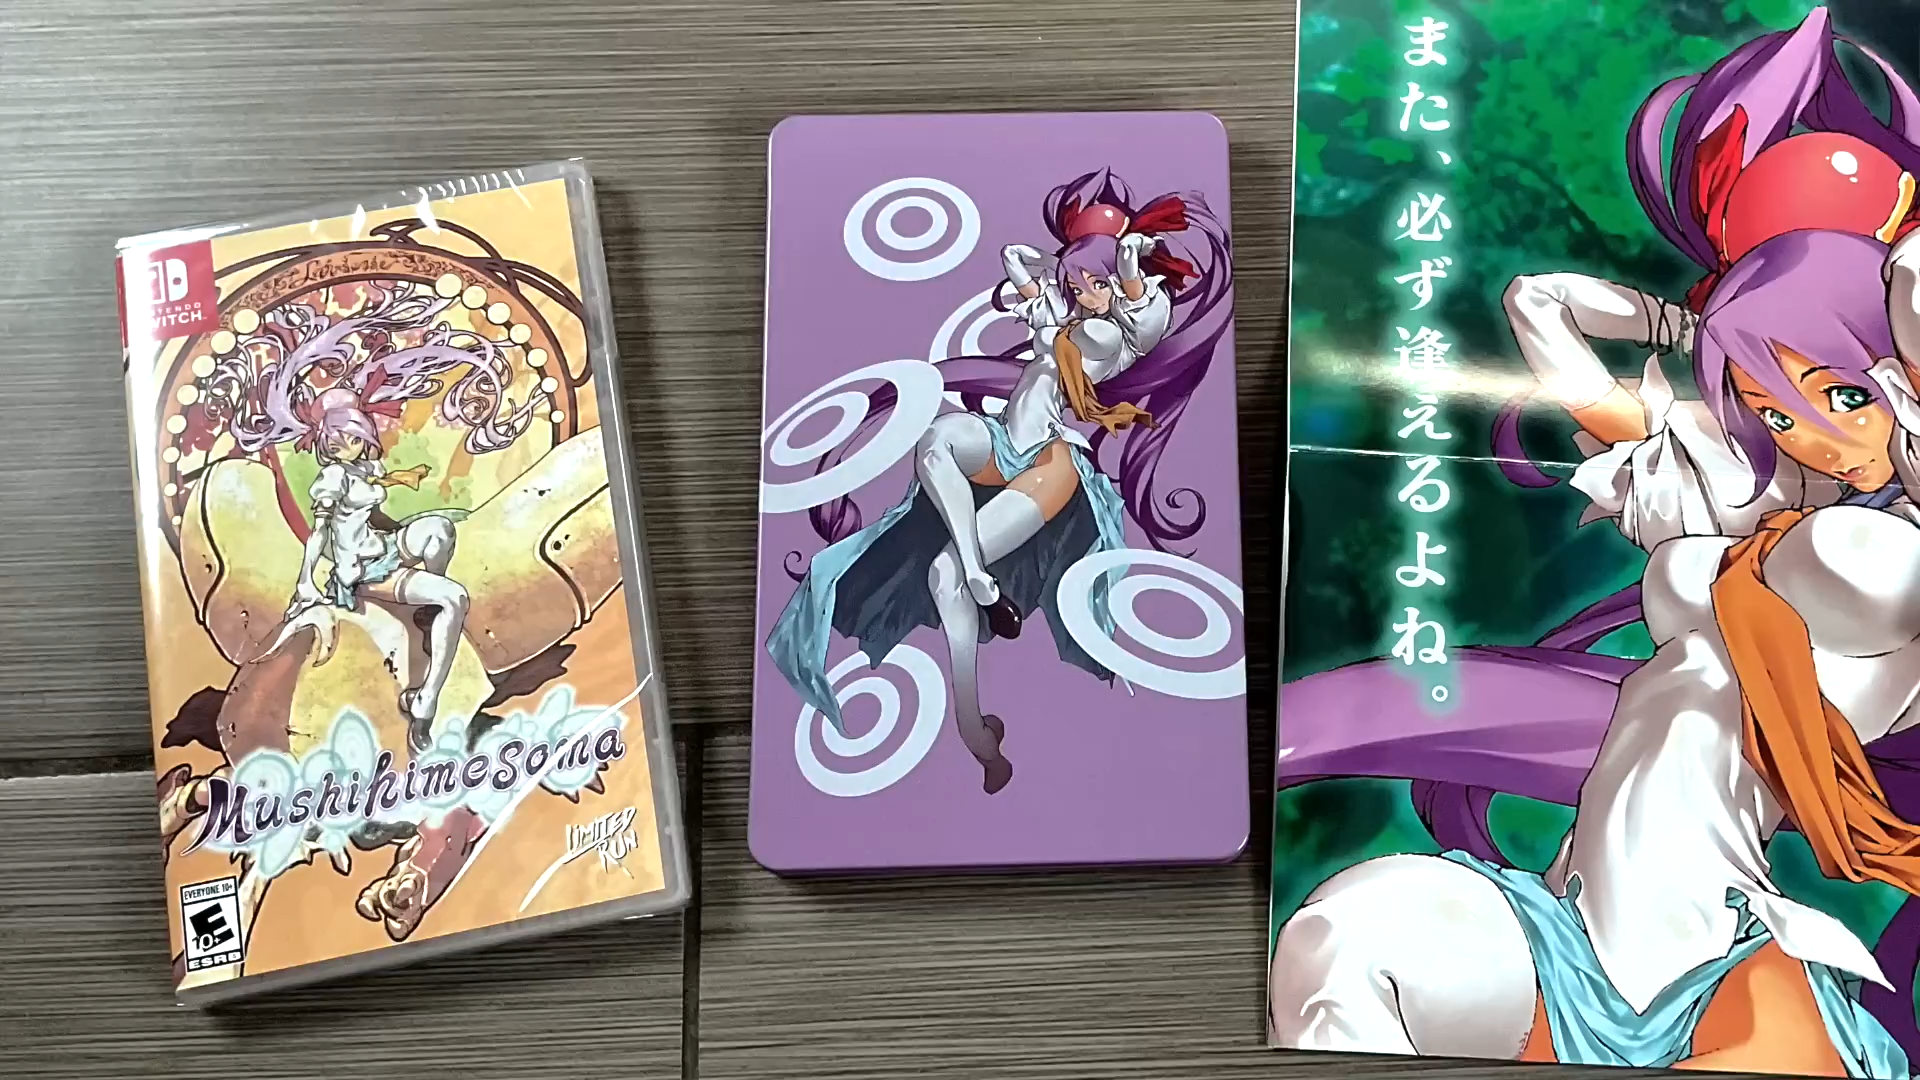 NINTENDO
SWITCH
Mushihimesama
LIMITED
RUN
EVERYONE 10+
E
10+
ESRB
また、必ず逢えるよね。